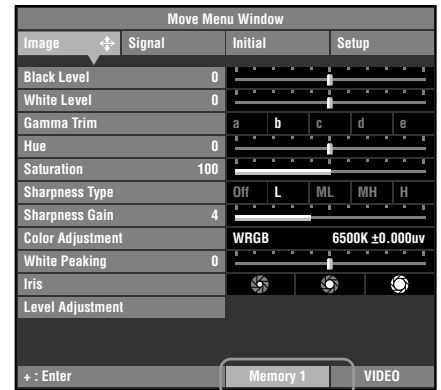 Move Menu Window
Image Signal Initial Setup
Black Level 0
White Level 0
Gamma Trim a b c d e
Hue 0
Saturation 100
Sharpness Type Off L ML MH H
Sharpness Gain 4
Color Adjustment WRGB 6500K ±0.000uv
White Peaking 0
Iris
Level Adjustment
+ : Enter Memory 1 VIDEO